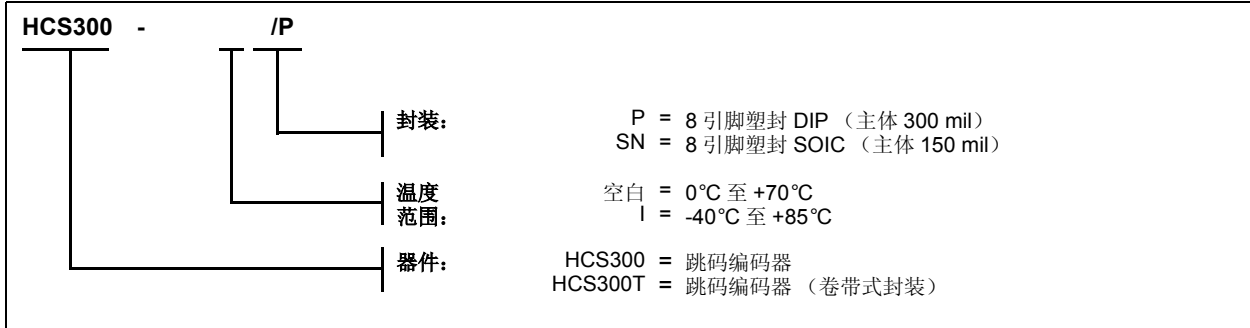 HCS300 - /P
封装： P = 8 引脚塑封 DIP （主体 300 mil）
SN = 8 引脚塑封 SOIC （主体 150 mil）
温度 空白 = 0°C 至 +70°C
范围： I = -40°C 至 +85°C
器件： HCS300 = 跳码编码器
HCS300T = 跳码编码器 （卷带式封装）